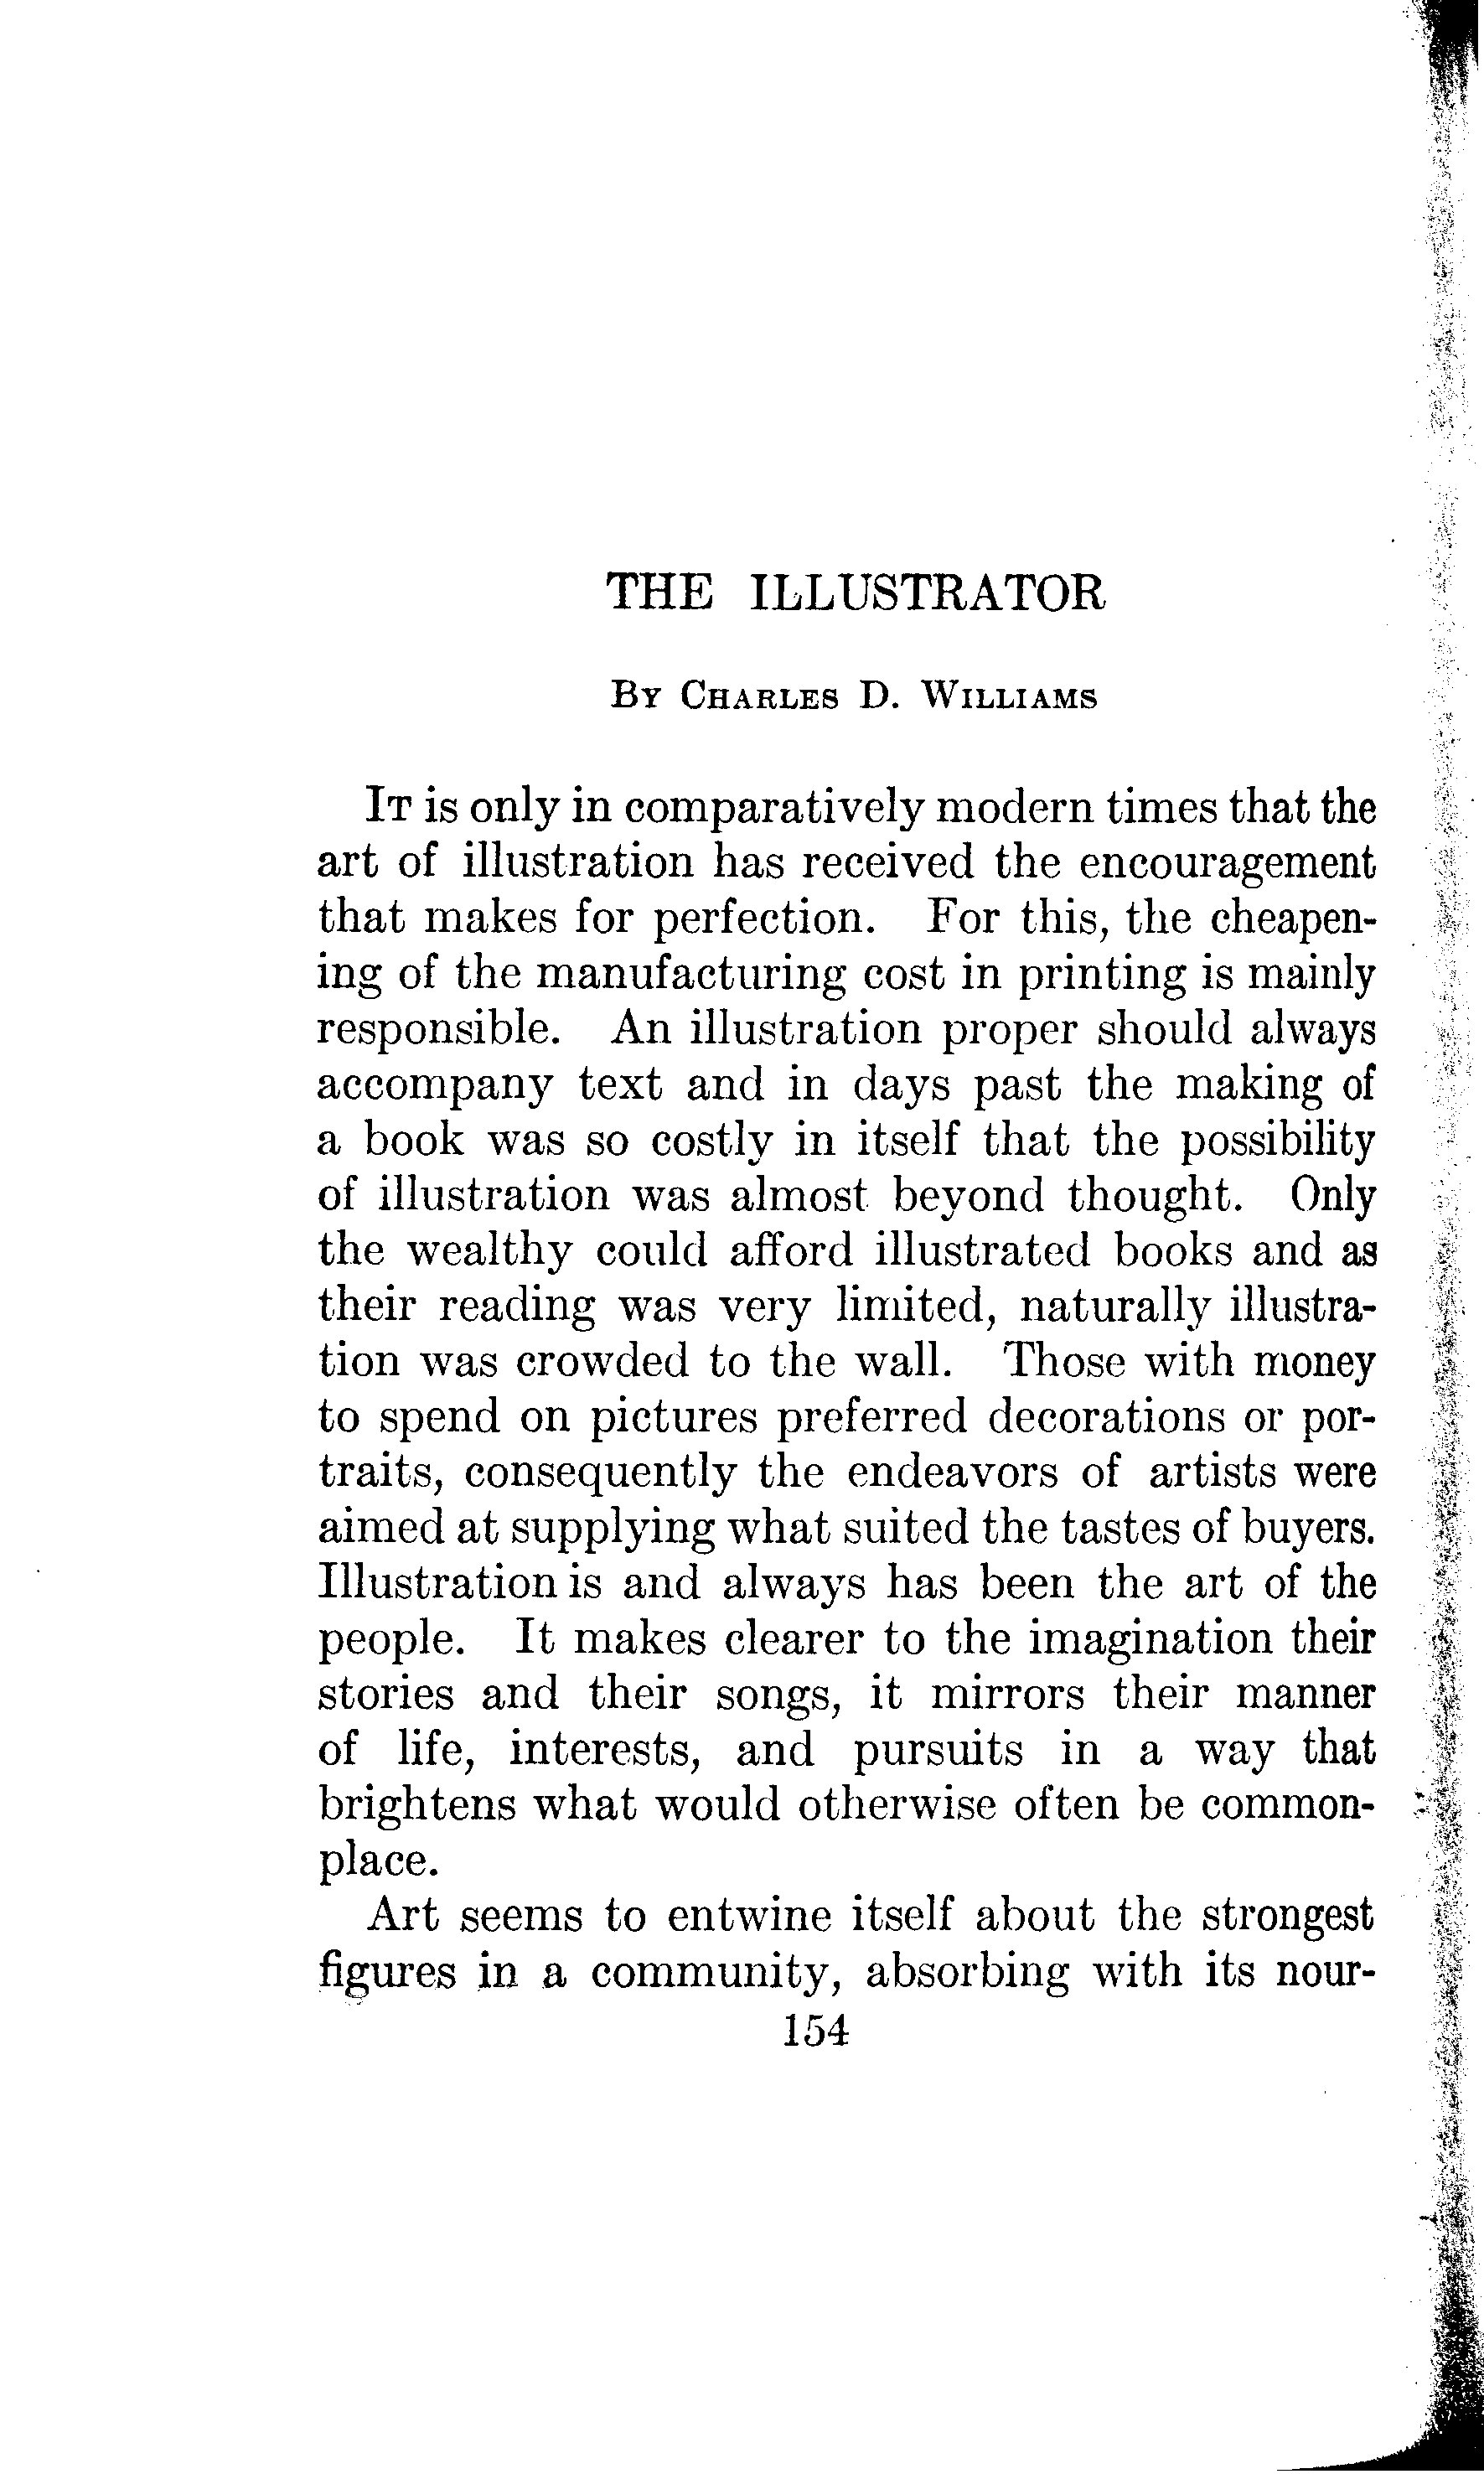 THE ILLUSTRATOR
BY CHARLES D. WILLIAMS
IT is only in comparatively modern times that the
art of illustration has received the encouragement
that makes for perfection. For this, the cheapen-
ing of the manufacturing cost in printing is mainly
responsible. An illustration proper should always
accompany text and in days past the making of
a book was so costly in itself that the possibility
of illustration was almost beyond thought. Only
the wealthy could afford illustrated books and as
their reading was very limited, naturally illustra-
tion was crowded to the wall. Those with money
to spend on pictures preferred decorations or por-
traits, consequently the endeavors of artists were
aimed at supplying what suited the tastes of buyers.
Illustration is and always has been the art of the
people. It makes clearer to the imagination their
stories and their songs, it mirrors their manner
of life, interests, and pursuits in a way that
brightens what would otherwise often be common-
place.
Art seems to entwine itself about the strongest
figures in a community, absorbing with its nour-
154